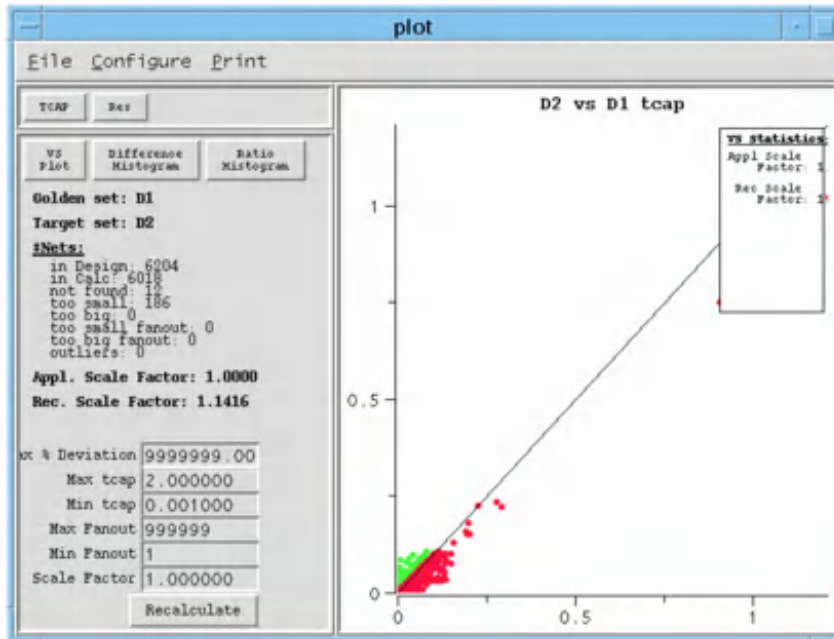 plot
File Configure Print
TCAP Res
VS Plot
Difference Histogram
Ratio Histogram
Golden set: D1
Target set: D2
#Nets:
in Design: 6204
in Calc: 6018
not found: 12
too small: 186
too big: 0
too small fanout: 0
too big fanout: 0
outliers: 0
Appl. Scale Factor: 1.0000
Rec. Scale Factor: 1.1416
ax % Deviation 9999999.00
Max tcap 2.000000
Min tcap 0.001000
Max Fanout 999999
Min Fanout 1
Scale Factor 1.000000
Recalculate
D2 vs D1 tcap
VS statistics:
Appl Scale
Factor: 1.
Rec Scale
Factor: 1
1
0.5
0
0 0.5 1